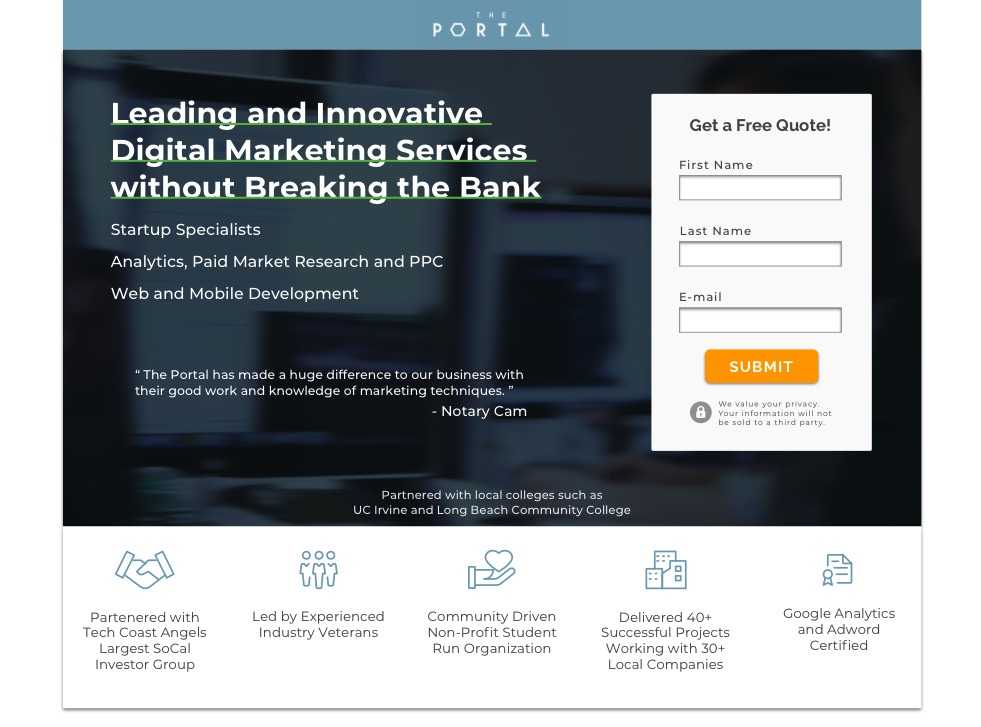 THE
PORTAL
Leading and Innovative
Digital Marketing Services
without Breaking the Bank
Startup Specialists
Analytics, Paid Market Research and PPC
Web and Mobile Development
“ The Portal has made a huge difference to our business with
their good work and knowledge of marketing techniques. ”
- Notary Cam
Get a Free Quote!
First Name
Last Name
E-mail
SUBMIT
We value your privacy.
Your information will not
be sold to a third party.
Partnered with local colleges such as
UC Irvine and Long Beach Community College
Partenered with
Tech Coast Angels
Largest SoCal
Investor Group
Led by Experienced
Industry Veterans
Community Driven
Non-Profit Student
Run Organization
Delivered 40+
Successful Projects
Working with 30+
Local Companies
Google Analytics
and Adword
Certified